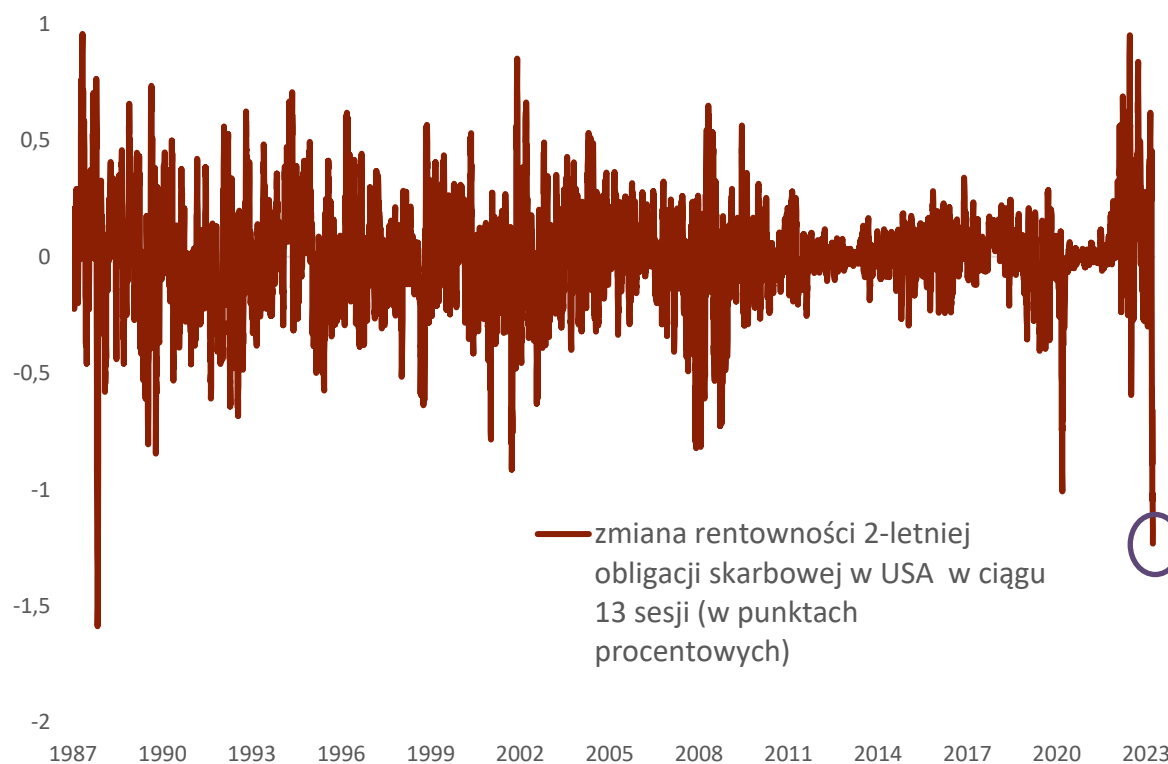 1
0,5
0
-0,5
-1
zmiana rentowności 2-letniej
obligacji skarbowej w USA w ciągu
13 sesji (w punktach
procentowych)
-1,5
-2
1987 1990 1993 1996 1999 2002 2005 2008 2011 2014 2017 2020 2023